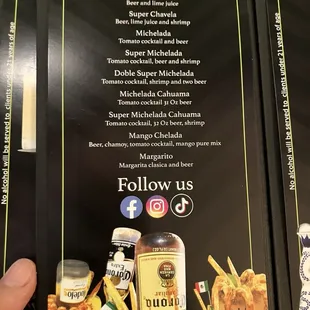 Beer and lime juice
Super Chavela
Beer, lime juice and shrimp
Michelada
Tomato cocktail and beer
Super Michelada
Tomato cocktail, beer and shrimp
Doble Super Michelada
Tomato cocktail, shrimp and two beer
Michelada Cahuama
Tomato cocktail 32 Oz beer
Super Michelada Cahuama
Tomato cocktail, 32 Oz beer, shrimp
Mango Chelada
Beer, chamoy, tomato cocktail, mango pure mix
Margarito
Margarita clasica and beer
Follow us
No alcohol will be served to clients under 21 years of age
No alcohol will be served to clients under 21 years of age
Corona
Extra
Corona